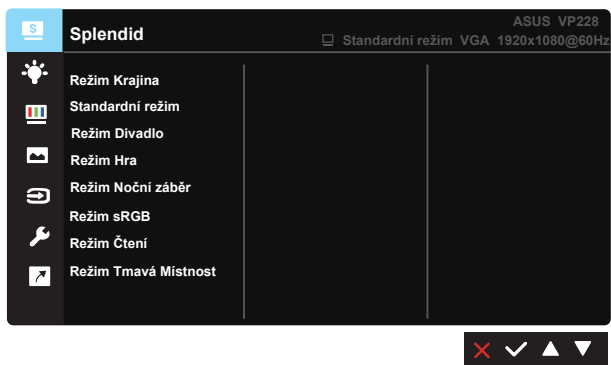 S
Splendid
ASUS VP228
Standardní režim VGA 1920x1080@60Hz
Režim Krajina
Standardní režim
Režim Divadlo
Režim Hra
Režim Noční záběr
Režim sRGB
Režim Čtení
Režim Tmavá Místnost